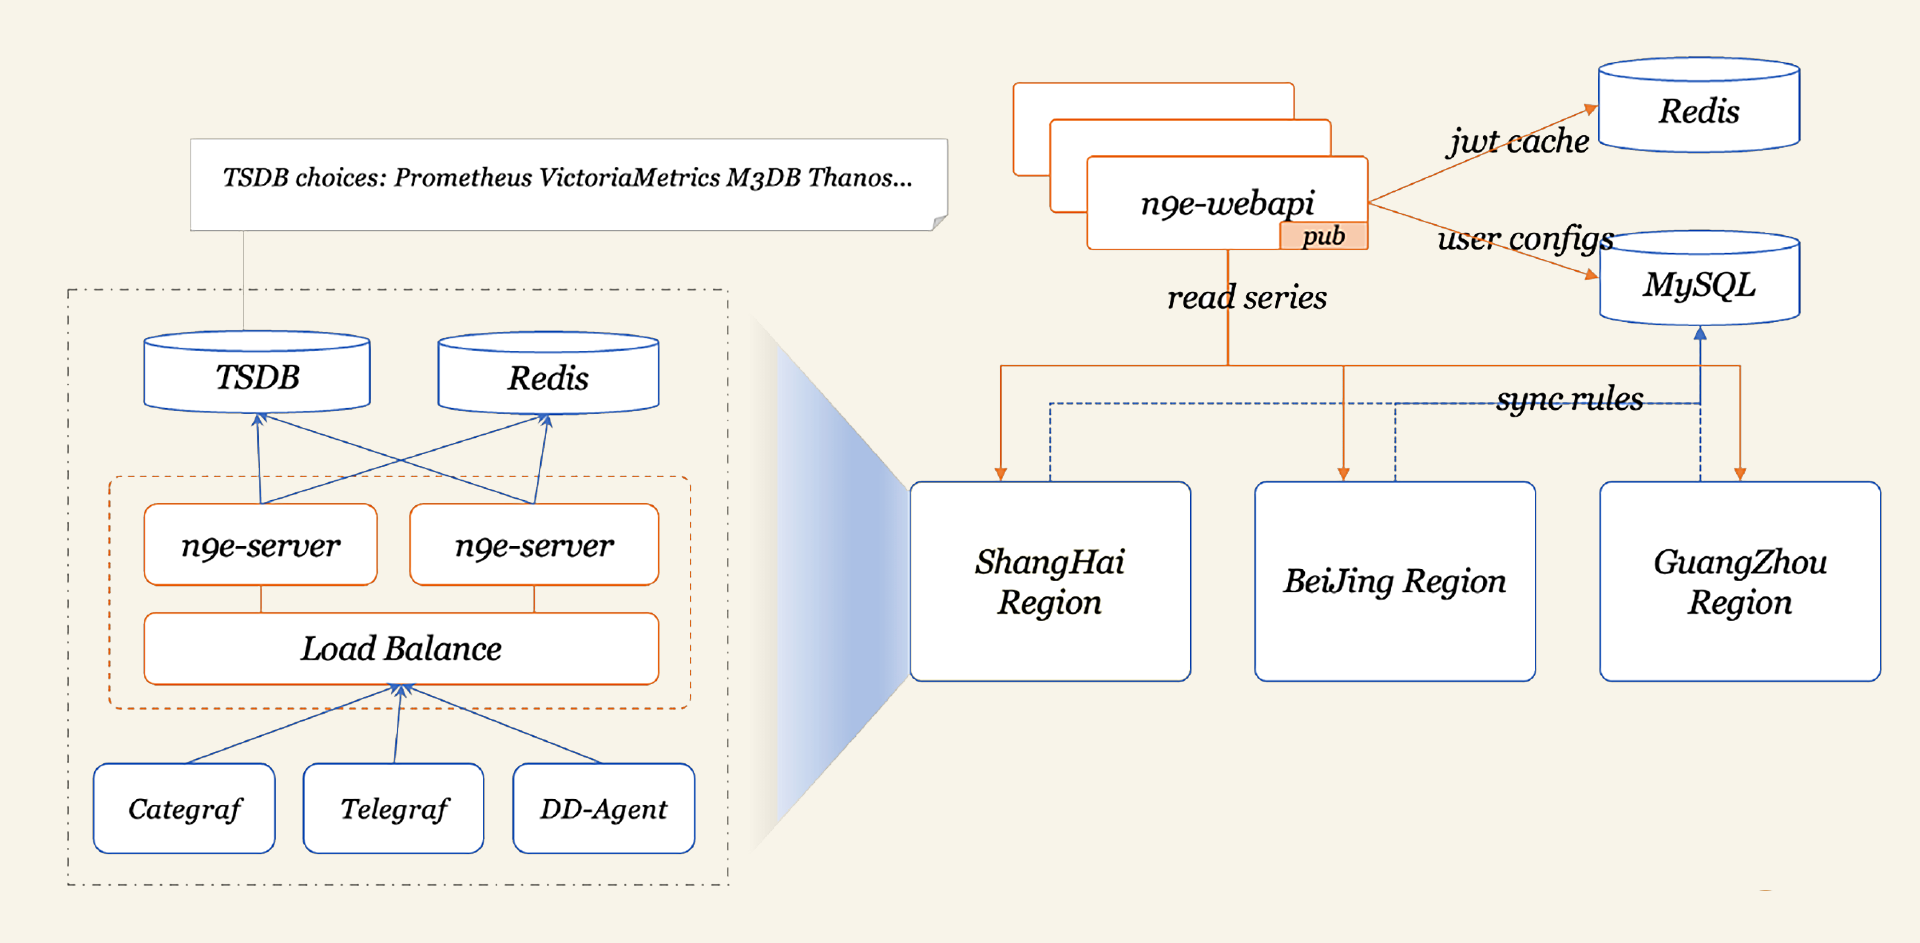 TSDB choices: Prometheus VictoriaMetrics M3DB Thanos...
TSDB
Redis
n9e-server
n9e-server
Load Balance
Categraf
Telegraf
DD-Agent
n9e-webapi
pub
jwt cache
Redis
user configs
MySQL
read series
sync rules
ShangHai
Region
BeiJing Region
GuangZhou
Region